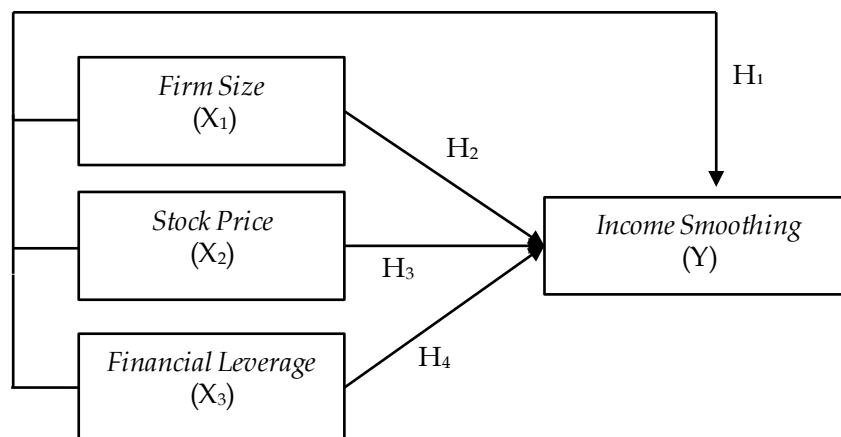 Firm Size
(X₁)
H₁
H₂
Stock Price
(X₂)
H₃
Income Smoothing
(Y)
Financial Leverage
(X₃)
H₄